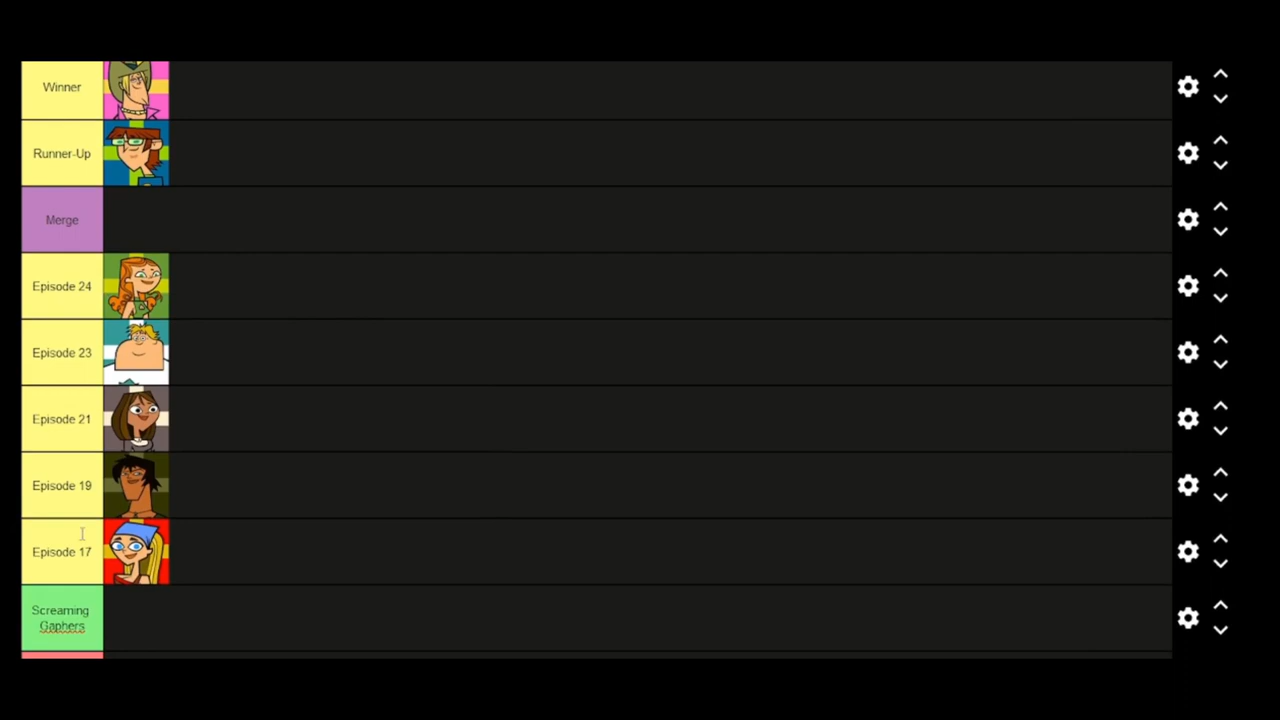 Winner
Runner-Up
Merge
Episode 24
Episode 23
Episode 21
Episode 19
Episode 17
Screaming
Gaphers